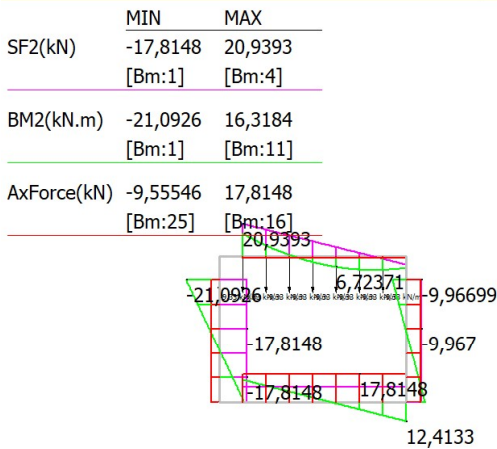 MIN MAX
SF2(kN) -17,8148 20,9393
[Bm:1] [Bm:4]
BM2(kN.m) -21,0926 16,3184
[Bm:1] [Bm:11]
AxForce(kN) -9,55546 17,8148
[Bm:25] [Bm:16]
20,9393
6,72371
-21,0926 -9,96699
-17,8148 -9,967
-17,8148 17,8148
12,4133